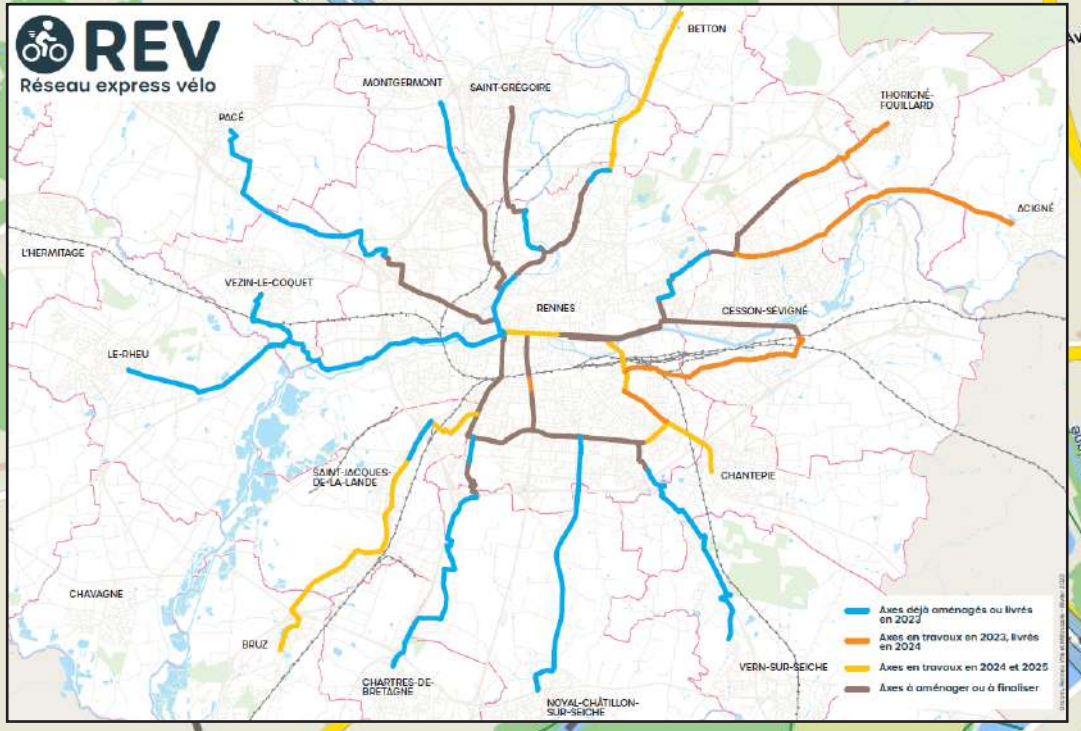 REV
Réseau express vélo
BETTON
MONTGERMONT
SAINT-GRÉGOIRE
THORIGNÉ-
FOUILLARD
PACÉ
ACIGNÉ
L'HERMITAGE
VEZIN-LE-COQUET
RENNES
CESSON-SÉVIGNÉ
LE-RHEU
SAINT-JACQUES-
DE-LA-LANDE
CHANTEPIE
CHAVAGNE
BRUZ
CHARTRES-DE-
BRETAGNE
NOYAL-CHÂTILLON-
SUR-SEICHE
VERN-SUR-SEICHE
Axes déjà aménagés ou livrés
en 2023
Axes en travaux en 2023, livrés
en 2024
Axes en travaux en 2024 et 2025
Axes à aménager ou à finaliser